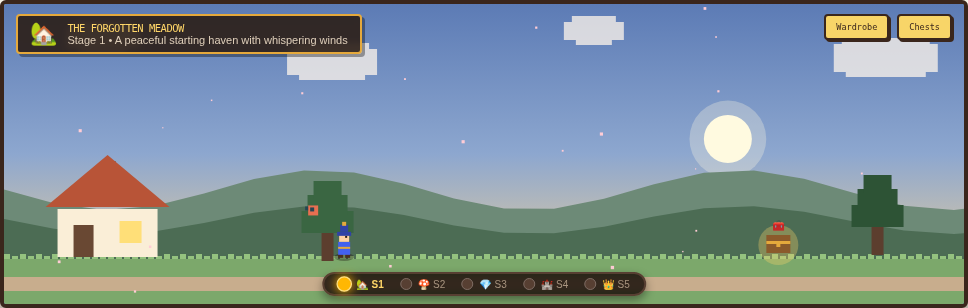 THE FORGOTTEN MEADOW
Stage 1 • A peaceful starting haven with whispering winds
Wardrobe
Chests
S1
S2
S3
S4
S5